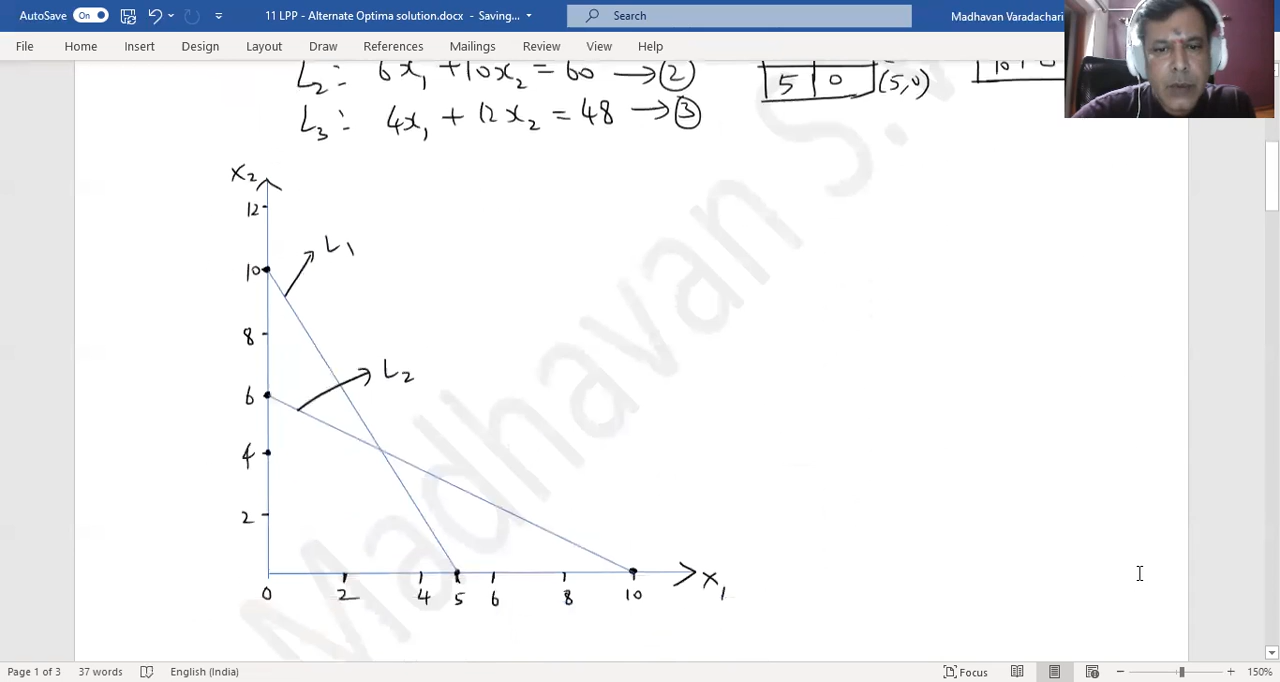 AutoSave On 11 LPP - Alternate Optima solution.docx - Saving... Search Madhavan Varadachari
File Home Insert Design Layout Draw References Mailings Review View Help
L2: 6x1 + 10x2 = 60 → 2
5 0 (5,0) 10 0
L3: 4x1 + 12x2 = 48 → 3
x2
12
L1
10
8
L2
6
4
2
x1
0 2 4 5 6 8 10
Madhavan S.
Page 1 of 3 37 words English (India) Focus 150%